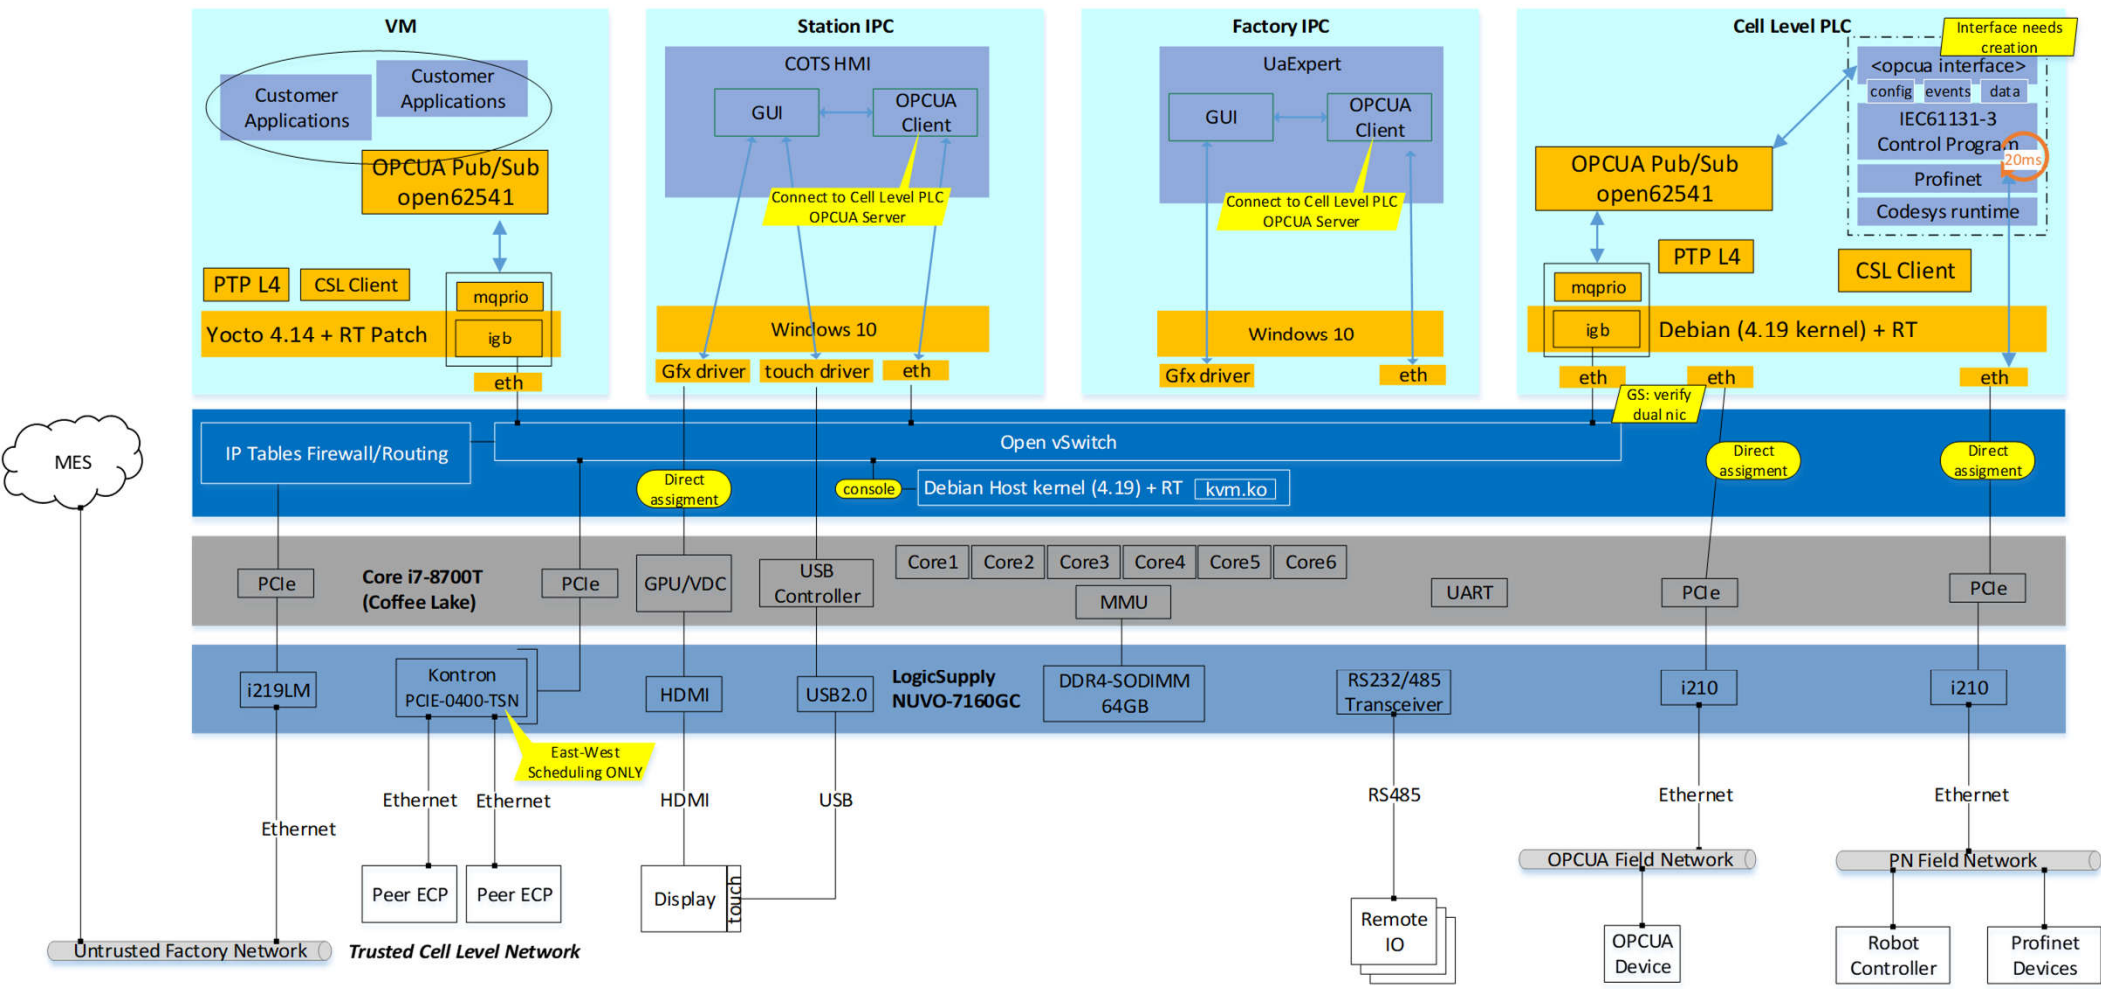 VM
Customer
Applications
Customer
Applications
OPCUA Pub/Sub
open62541
PTP L4
CSL Client
mqprio
Yocto 4.14 + RT Patch
igb
eth
Station IPC
COTS HMI
GUI
OPCUA
Client
Connect to Cell Level PLC
OPCUA Server
Windows 10
Gfx driver
touch driver
eth
Factory IPC
UaExpert
GUI
OPCUA
Client
Connect to Cell Level PLC
OPCUA Server
Windows 10
Gfx driver
eth
Cell Level PLC
Interface needs
creation
<opcua interface>
config
events
data
IEC61131-3
Control Program
20ms
Profinet
Codesys runtime
OPCUA Pub/Sub
open62541
PTP L4
CSL Client
mqprio
igb
Debian (4.19 kernel) + RT
eth
eth
eth
GS: verify
dual nic
MES
IP Tables Firewall/Routing
Open vSwitch
Direct
assigment
console
Debian Host kernel (4.19) + RT
kvm.ko
Direct
assigment
Direct
assigment
PCIe
Core i7-8700T
(Coffee Lake)
PCIe
GPU/VDC
USB
Controller
Core1
Core2
Core3
Core4
Core5
Core6
MMU
UART
PCIe
PCIe
i219LM
Kontron
PCIE-0400-TSN
HDMI
USB2.0
LogicSupply
NUVO-7160GC
DDR4-SODIMM
64GB
RS232/485
Transceiver
i210
i210
East-West
Scheduling ONLY
Ethernet
Ethernet
Ethernet
HDMI
USB
RS485
Ethernet
Ethernet
Peer ECP
Peer ECP
Display
touch
Remote
IO
OPCUA Field Network
PN Field Network
OPCUA
Device
Robot
Controller
Profinet
Devices
Untrusted Factory Network
Trusted Cell Level Network